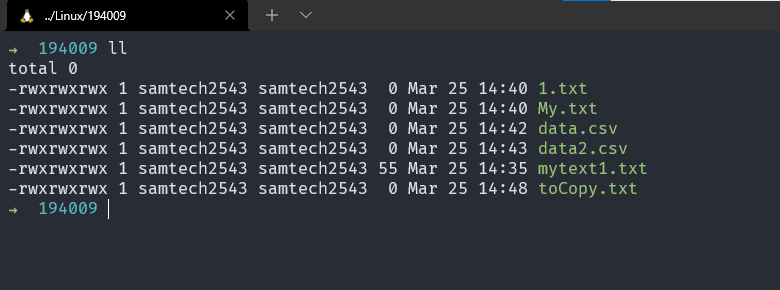 ../Linux/194009
→ 194009 ll
total 0
-rwxrwxrwx 1 samtech2543 samtech2543  0 Mar 25 14:40 1.txt
-rwxrwxrwx 1 samtech2543 samtech2543  0 Mar 25 14:40 My.txt
-rwxrwxrwx 1 samtech2543 samtech2543  0 Mar 25 14:42 data.csv
-rwxrwxrwx 1 samtech2543 samtech2543  0 Mar 25 14:43 data2.csv
-rwxrwxrwx 1 samtech2543 samtech2543 55 Mar 25 14:35 mytext1.txt
-rwxrwxrwx 1 samtech2543 samtech2543  0 Mar 25 14:48 toCopy.txt
→ 194009